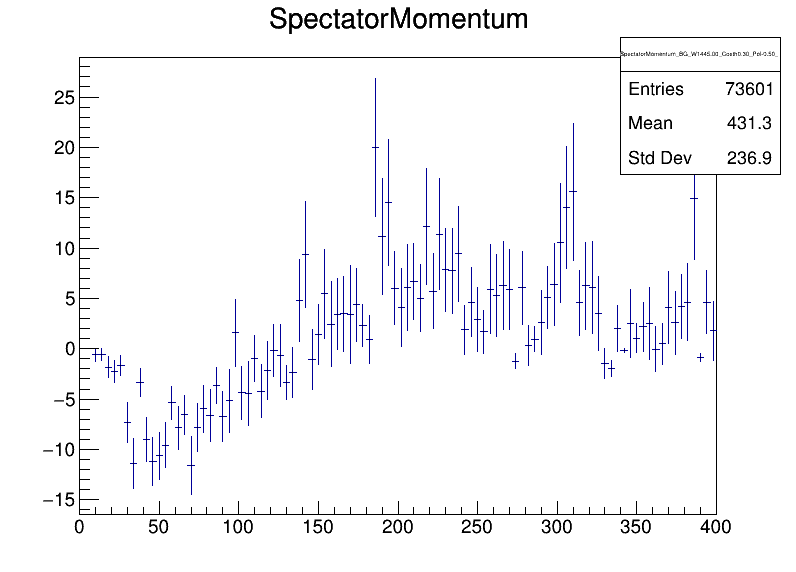 SpectatorMomentum
SpectatorMomentum_BG_W1445.00_Costh0.30_Pol-0.50_
Entries 73601
Mean 431.3
Std Dev 236.9
25
20
15
10
5
0
−5
−10
−15
0 50 100 150 200 250 300 350 400